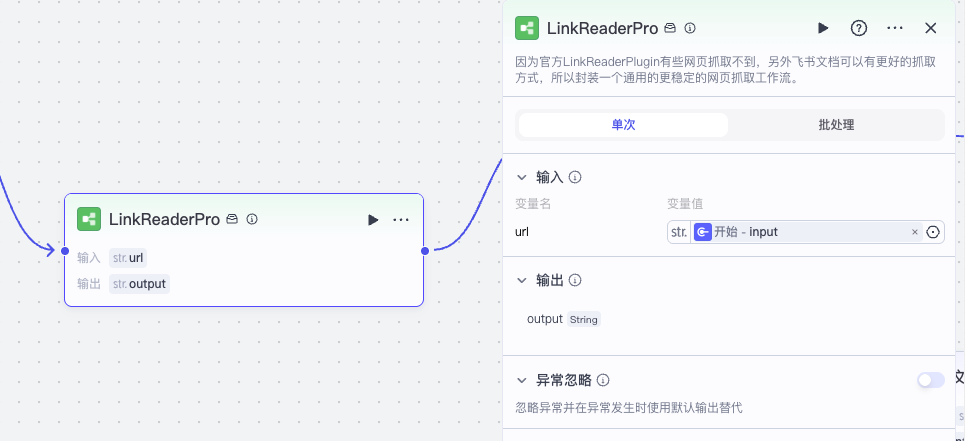 LinkReaderPro
输入 str. url
输出 str. output
LinkReaderPro
因为官方LinkReaderPlugin有些网页抓取不到，另外飞书文档可以有更好的抓取
方式，所以封装一个通用的更稳定的网页抓取工作流。
单次 批处理
输入
变量名 变量值
url str. 开始 - input ×
输出
output String
异常忽略
忽略异常并在异常发生时使用默认输出替代